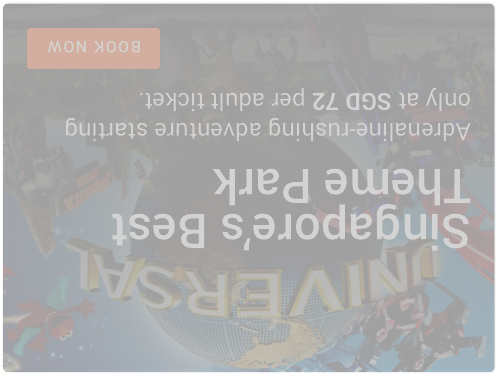 UNIVERSAL
Singapore's Best
Theme Park
Adrenaline-rushing adventure starting
only at SGD 72 per adult ticket.
BOOK NOW